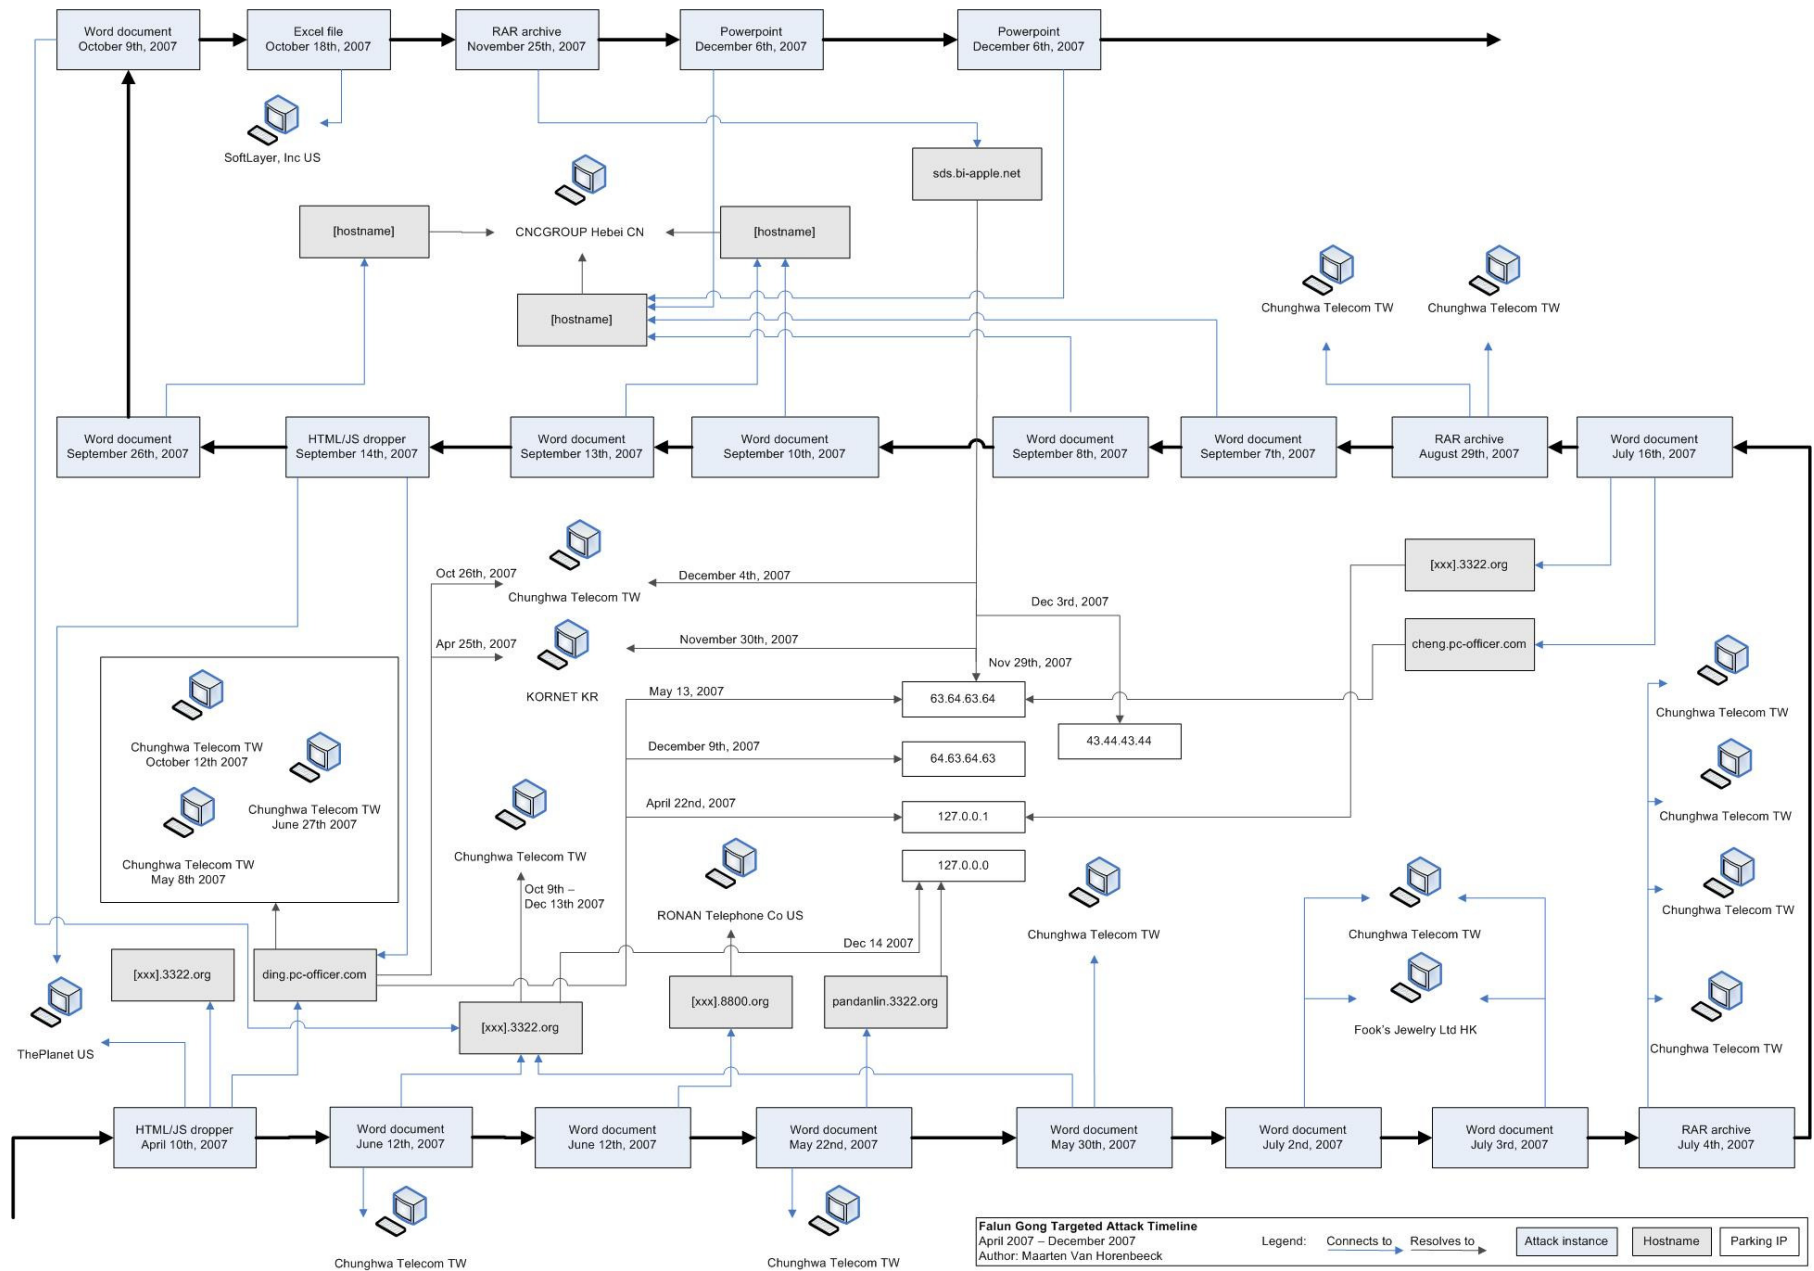 Word document
October 9th, 2007
Excel file
October 18th, 2007
RAR archive
November 25th, 2007
Powerpoint
December 6th, 2007
Powerpoint
December 6th, 2007
SoftLayer, Inc US
sds.bi-apple.net
[hostname]
CNCGROUP Hebei CN
[hostname]
[hostname]
Chunghwa Telecom TW
Chunghwa Telecom TW
Word document
September 26th, 2007
HTML/JS dropper
September 14th, 2007
Word document
September 13th, 2007
Word document
September 10th, 2007
Word document
September 8th, 2007
Word document
September 7th, 2007
RAR archive
August 29th, 2007
Word document
July 16th, 2007
Oct 26th, 2007
Chunghwa Telecom TW
December 4th, 2007
Dec 3rd, 2007
[xxx].3322.org
Apr 25th, 2007
KORNET KR
November 30th, 2007
Nov 29th, 2007
cheng.pc-officer.com
May 13, 2007
63.64.63.64
43.44.43.44
Chunghwa Telecom TW
Chunghwa Telecom TW
October 12th 2007
December 9th, 2007
64.63.64.63
Chunghwa Telecom TW
June 27th 2007
April 22nd, 2007
127.0.0.1
Chunghwa Telecom TW
Chunghwa Telecom TW
May 8th 2007
Chunghwa Telecom TW
127.0.0.0
Oct 9th –
Dec 13th 2007
RONAN Telephone Co US
Chunghwa Telecom TW
Chunghwa Telecom TW
Chunghwa Telecom TW
Dec 14 2007
[xxx].3322.org
ding.pc-officer.com
[xxx].3322.org
[xxx].8800.org
pandanlin.3322.org
Fook's Jewelry Ltd HK
Chunghwa Telecom TW
ThePlanet US
HTML/JS dropper
April 10th, 2007
Word document
June 12th, 2007
Word document
June 12th, 2007
Word document
May 22nd, 2007
Word document
May 30th, 2007
Word document
July 2nd, 2007
Word document
July 3rd, 2007
RAR archive
July 4th, 2007
Chunghwa Telecom TW
Chunghwa Telecom TW
Falun Gong Targeted Attack Timeline
April 2007 – December 2007
Author: Maarten Van Horenbeeck
Legend:
Connects to
Resolves to
Attack instance
Hostname
Parking IP